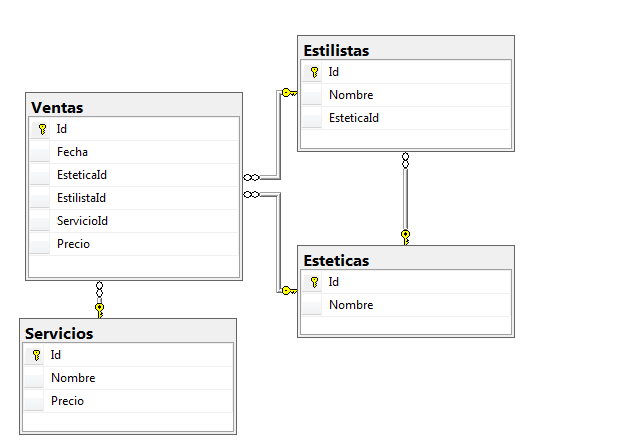 Estilistas
Id
Nombre
EsteticaId
Ventas
Id
Fecha
EsteticaId
EstilistaId
ServicioId
Precio
Esteticas
Id
Nombre
Servicios
Id
Nombre
Precio